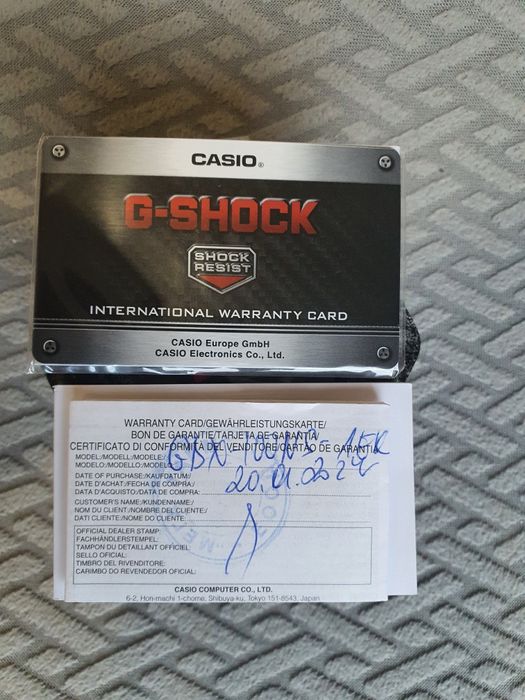 CASIO®
G-SHOCK
SHOCK
RESIST
INTERNATIONAL WARRANTY CARD
CASIO Europe GmbH
CASIO Electronics Co., Ltd.
WARRANTY CARD/GEWÄHRLEISTUNGSKARTE/
BON DE GARANTIE/TARJETA DE GARANTIA/
CERTIFICATO DI CONFORMITÁ DEL VENDITORE/CARTÃO DE GARANTIA
MODEL:/MODELL:/MODELE:/
MODELO:/MODELLO:/MODELO:
DATE OF PURCHASE:/KAUFDATUM:/
DATE D'ACHAT:/FECHA DE COMPRA:/
DATA D'ACQUISTO:/DATA DE COMPRA:
CUSTOMER'S NAME:/KUNDENNAME:/
NOM DU CLIENT:/NOMBRE DEL CLIENTE:/
DATI CLIENTE:/NOME DO CLIENTE:
OFFICIAL DEALER STAMP:
FACHHÄNDLERSTEMPEL:
TAMPON DU DETAILLANT OFFICIEL:
SELLO OFICIAL:
TIMBRO DEL RIVENDITORE:
CARIMBO DO REVENDEDOR OFICIAL:
CASIO COMPUTER CO., LTD.
6-2, Hon-machi 1-chome, Shibuya-ku, Tokyo 151-8543, Japan